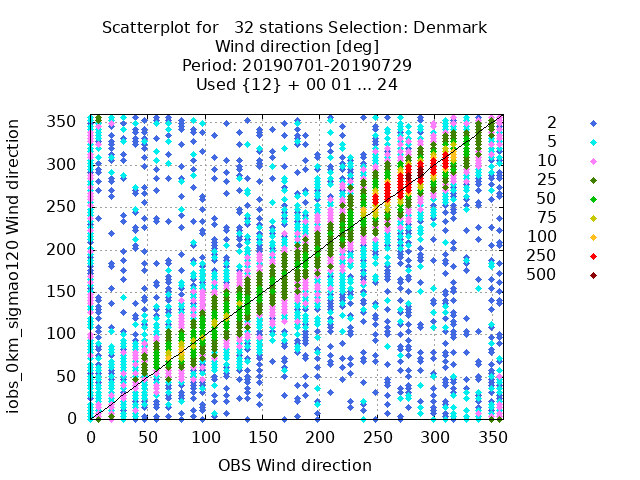 Scatterplot for   32 stations Selection: Denmark
Wind direction [deg]
Period: 20190701-20190729
Used {12} + 00 01 ... 24
iobs_0km_sigmao120 Wind direction
350
300
250
200
150
100
50
0
0 50 100 150 200 250 300 350
OBS Wind direction
2
5
10
25
50
75
100
250
500